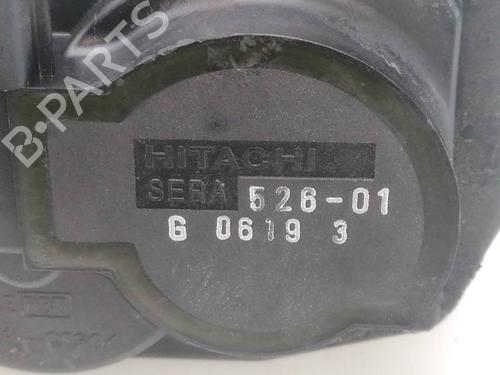 B-PARTS
HITACHI
SERA 526-01
G 0619 3